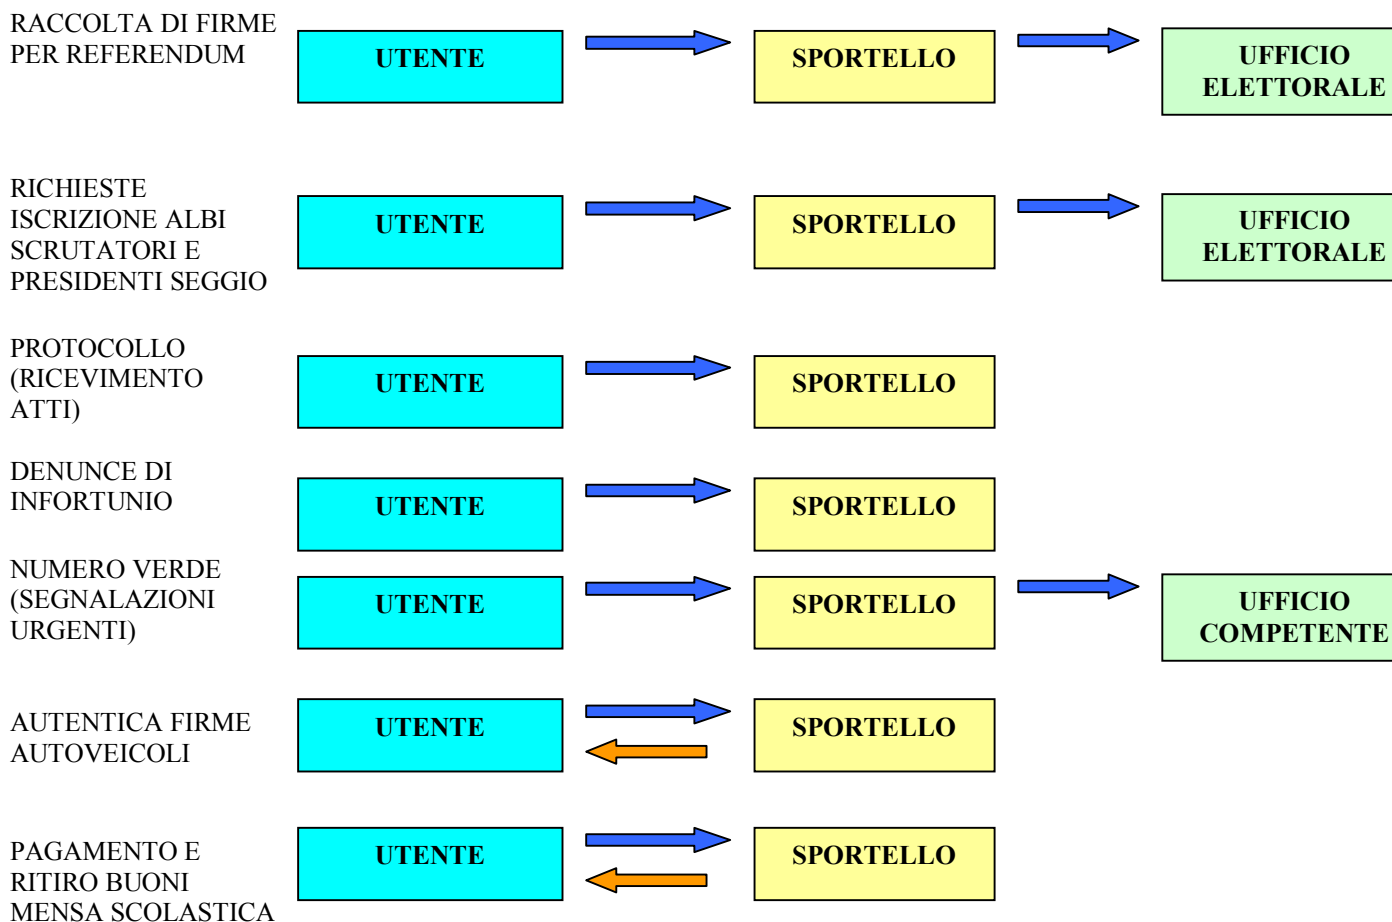 RACCOLTA DI FIRME
PER REFERENDUM
UTENTE
SPORTELLO
UFFICIO
ELETTORALE
RICHIESTE
ISCRIZIONE ALBI
SCRUTATORI E
PRESIDENTI SEGGIO
UTENTE
SPORTELLO
UFFICIO
ELETTORALE
PROTOCOLLO
(RICEVIMENTO
ATTI)
UTENTE
SPORTELLO
DENUNCE DI
INFORTUNIO
UTENTE
SPORTELLO
NUMERO VERDE
(SEGNALAZIONI
URGENTI)
UTENTE
SPORTELLO
UFFICIO
COMPETENTE
AUTENTICA FIRME
AUTOVEICOLI
UTENTE
SPORTELLO
PAGAMENTO E
RITIRO BUONI
MENSA SCOLASTICA
UTENTE
SPORTELLO